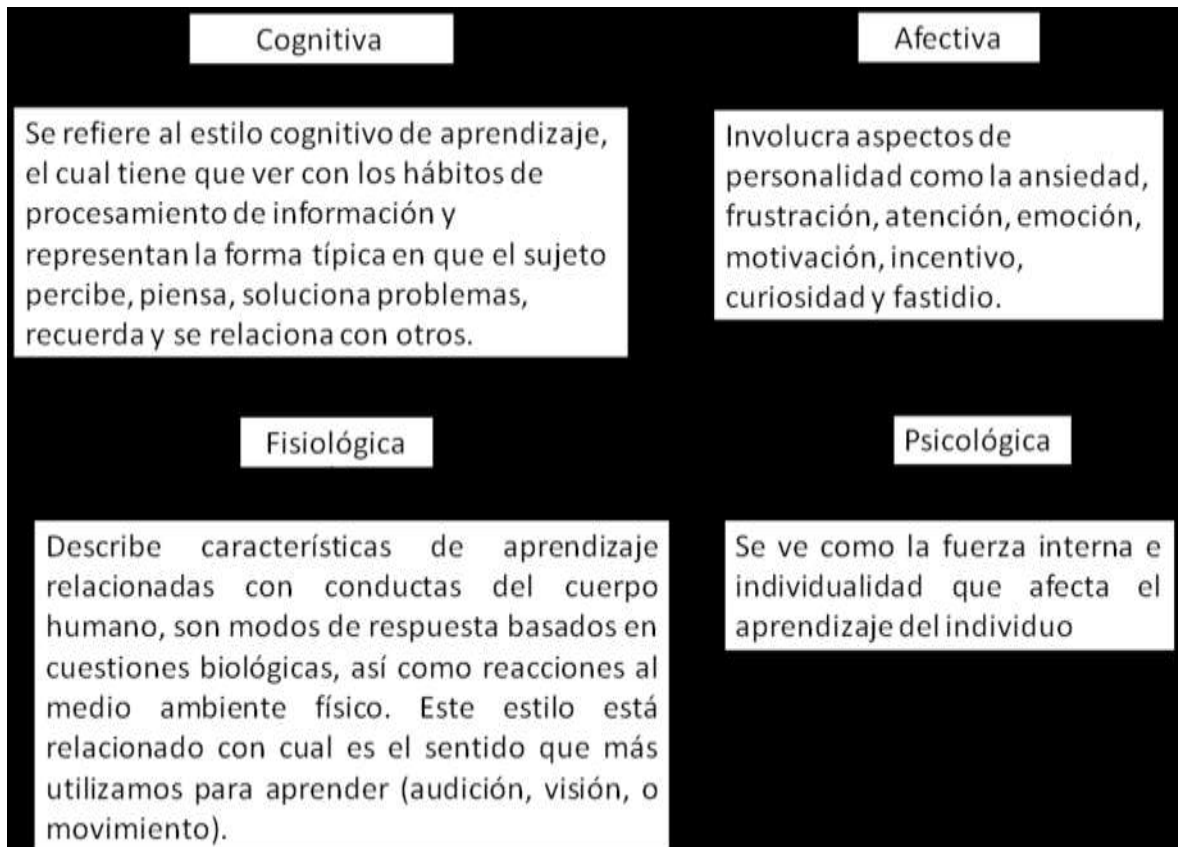 Cognitiva
Se refiere al estilo cognitivo de aprendizaje,
el cual tiene que ver con los hábitos de
procesamiento de información y
representan la forma típica en que el sujeto
percibe, piensa, soluciona problemas,
recuerda y se relaciona con otros.
Afectiva
Involucra aspectos de
personalidad como la ansiedad,
frustración, atención, emoción,
motivación, incentivo,
curiosidad y fastidio.
Fisiológica
Describe características de aprendizaje
relacionadas con conductas del cuerpo
humano, son modos de respuesta basados en
cuestiones biológicas, así como reacciones al
medio ambiente físico. Este estilo está
relacionado con cual es el sentido que más
utilizamos para aprender (audición, visión, o
movimiento).
Psicológica
Se ve como la fuerza interna e
individualidad que afecta el
aprendizaje del individuo